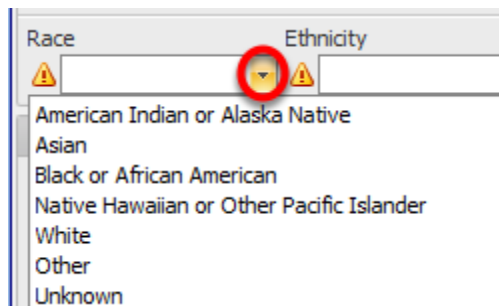 Race Ethnicity
American Indian or Alaska Native
Asian
Black or African American
Native Hawaiian or Other Pacific Islander
White
Other
Unknown